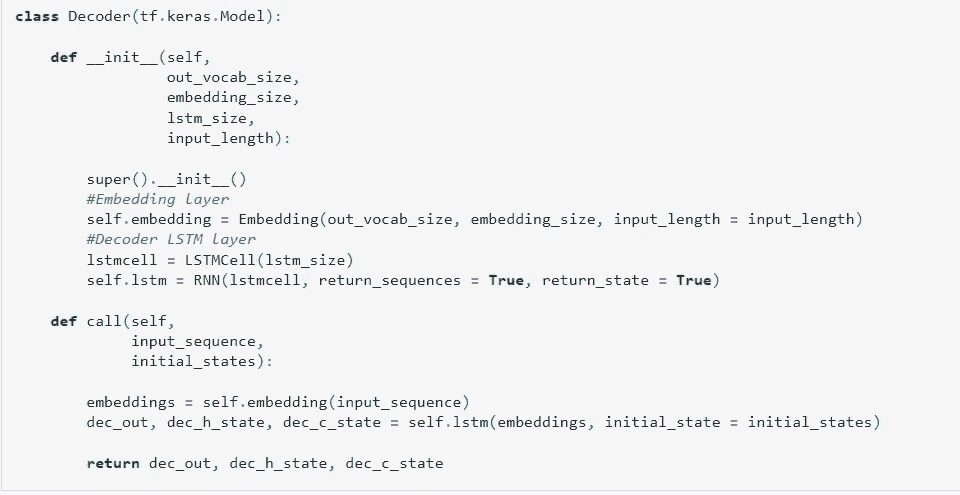 class Decoder(tf.keras.Model):
def __init__(self,
out_vocab_size,
embedding_size,
lstm_size,
input_length):
super().__init__()
#Embedding layer
self.embedding = Embedding(out_vocab_size, embedding_size, input_length = input_length)
#Decoder LSTM layer
lstmcell = LSTMCell(lstm_size)
self.lstm = RNN(lstmcell, return_sequences = True, return_state = True)
def call(self,
input_sequence,
initial_states):
embeddings = self.embedding(input_sequence)
dec_out, dec_h_state, dec_c_state = self.lstm(embeddings, initial_state = initial_states)
return dec_out, dec_h_state, dec_c_state